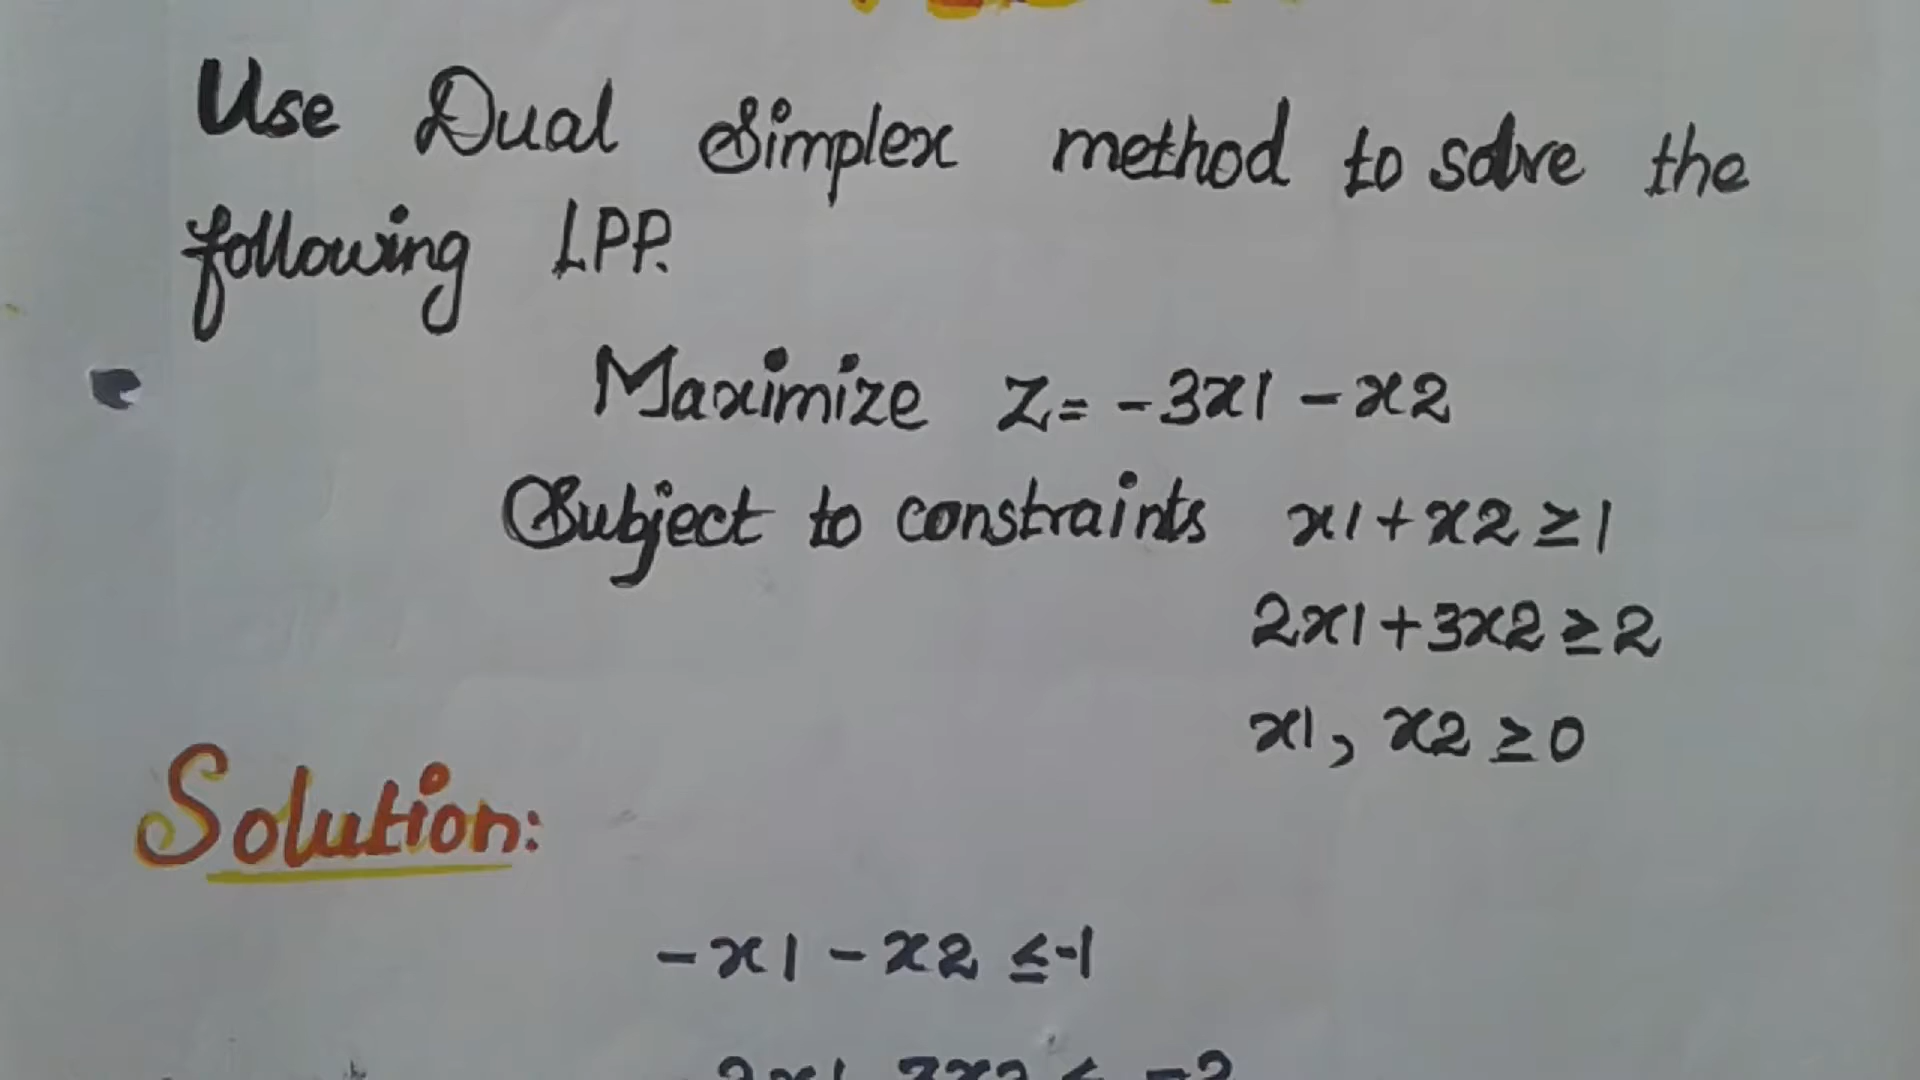 Use Dual Simplex method to solve the
following LPP.
Maximize Z= -3x1 - x2
Subject to constraints x1+x2≥1
2x1+3x2≥2
x1, x2≥0
Solution:
-x1-x2≤-1